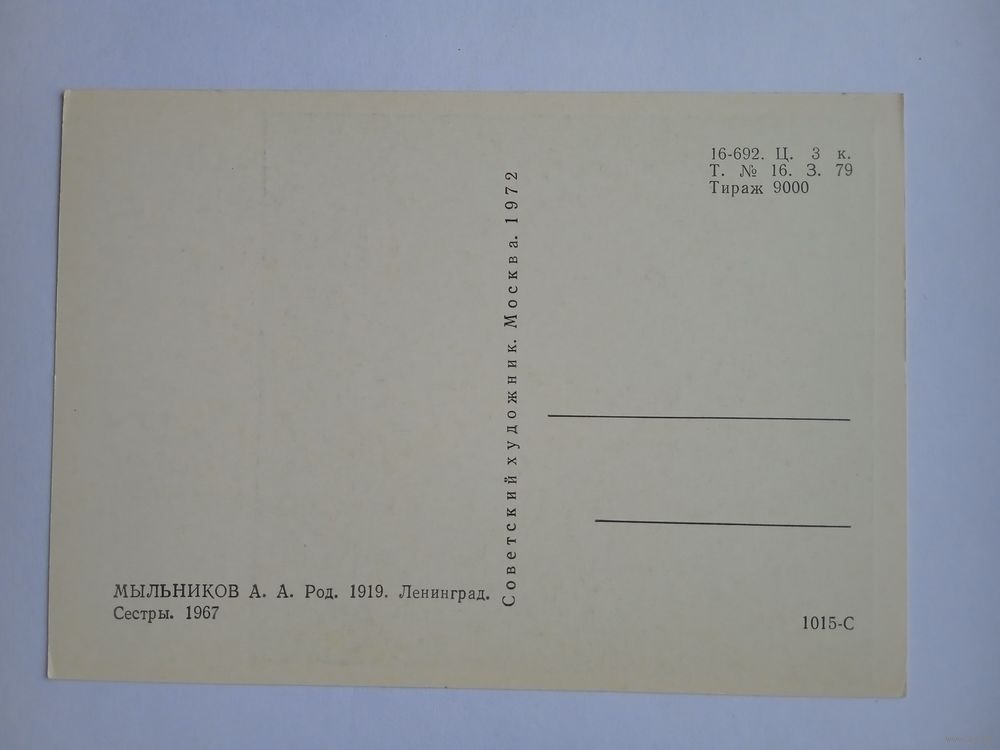 16-692. Ц. 3 к.
Т. № 16. З. 79
Тираж 9000
Советский художник. Москва. 1972
МЫЛЬНИКОВ А. А. Род. 1919. Ленинград.
Сестры. 1967
1015-С